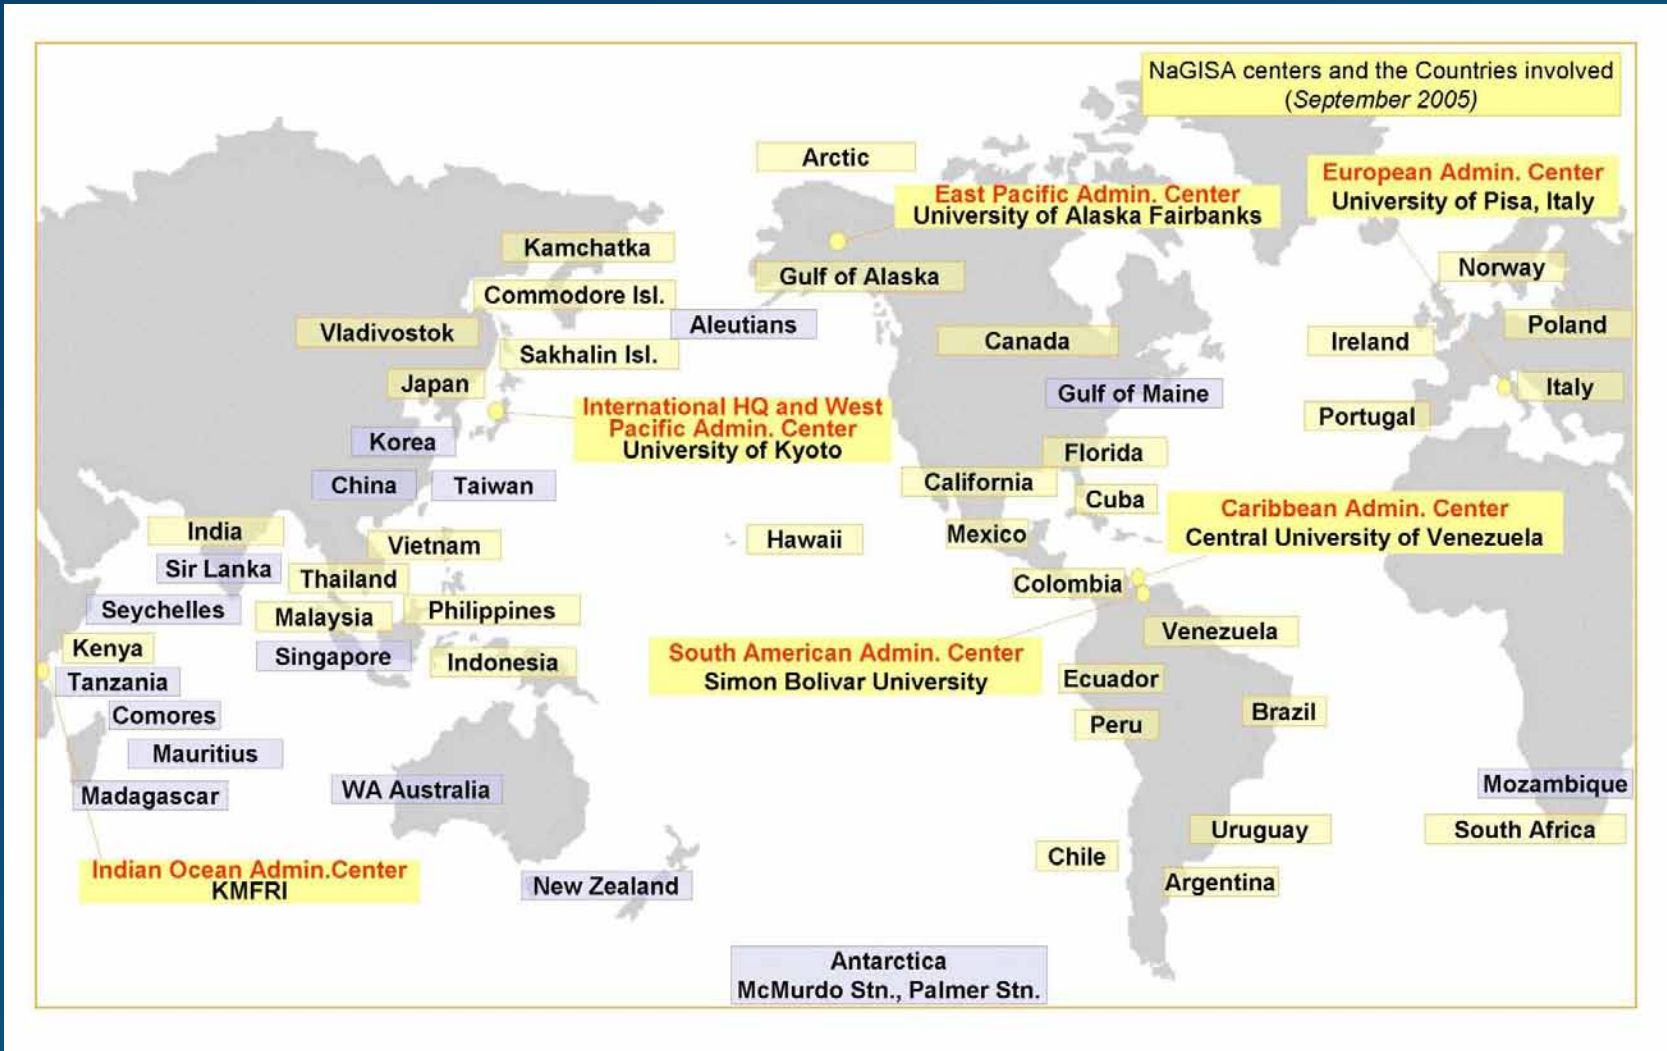 NaGISA centers and the Countries involved
(September 2005)
Arctic
European Admin. Center
University of Pisa, Italy
East Pacific Admin. Center
University of Alaska Fairbanks
Kamchatka
Norway
Gulf of Alaska
Commodore Isl.
Aleutians
Poland
Vladivostok
Canada
Ireland
Sakhalin Isl.
Japan
Gulf of Maine
Italy
International HQ and West
Pacific Admin. Center
University of Kyoto
Portugal
Korea
Florida
California
China
Taiwan
Cuba
Caribbean Admin. Center
Central University of Venezuela
India
Vietnam
Hawaii
Mexico
Sir Lanka
Thailand
Colombia
Seychelles
Malaysia
Philippines
Venezuela
Kenya
Singapore
Indonesia
South American Admin. Center
Simon Bolivar University
Ecuador
Tanzania
Comores
Peru
Brazil
Mauritius
Madagascar
WA Australia
Mozambique
Uruguay
South Africa
Chile
Indian Ocean Admin.Center
KMFRI
New Zealand
Argentina
Antarctica
McMurdo Stn., Palmer Stn.